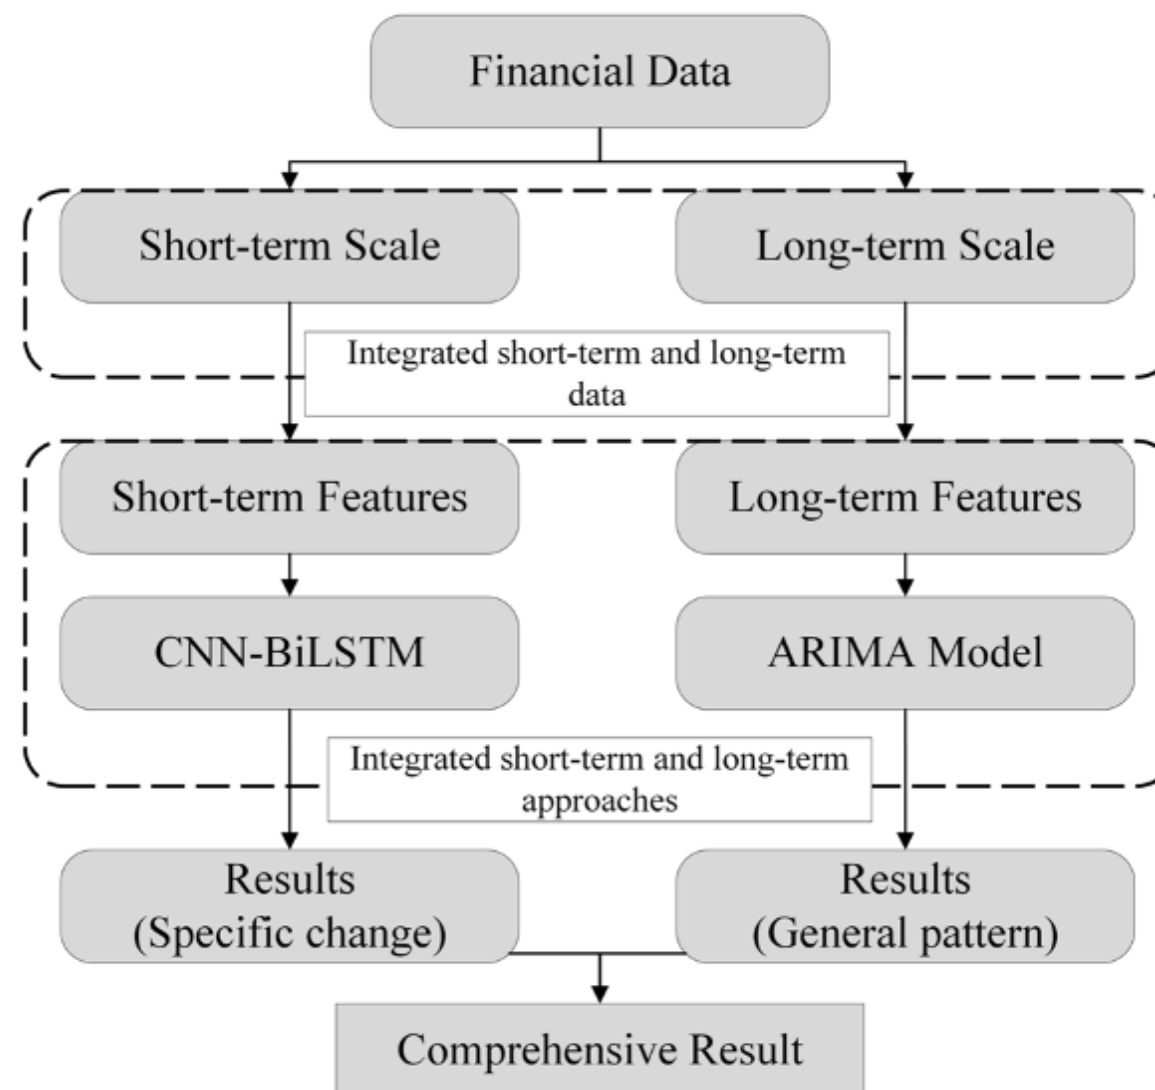 Financial Data
Short-term Scale
Long-term Scale
Integrated short-term and long-term
data
Short-term Features
Long-term Features
CNN-BiLSTM
ARIMA Model
Integrated short-term and long-term
approaches
Results
(Specific change)
Results
(General pattern)
Comprehensive Result